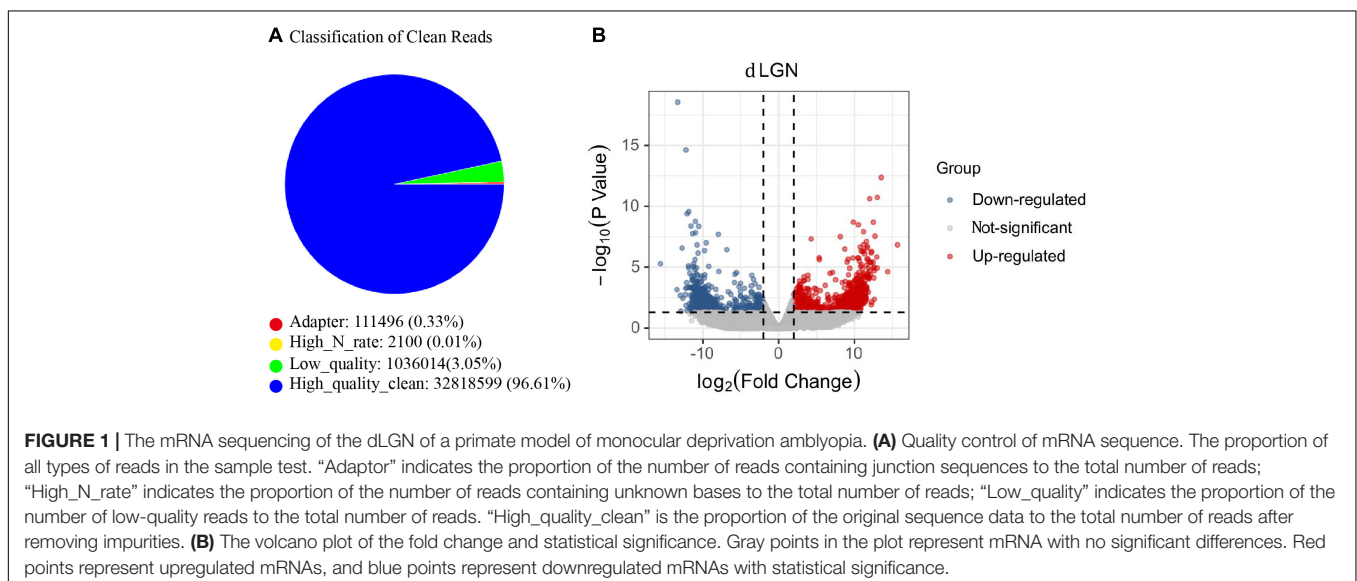 A Classification of Clean Reads
Adapter: 111496 (0.33%)
High_N_rate: 2100 (0.01%)
Low_quality: 1036014(3.05%)
High_quality_clean: 32818599 (96.61%)
B
dLGN
−log10(P Value)
15
10
5
0
-10 0 10
log2(Fold Change)
Group
Down-regulated
Not-significant
Up-regulated
FIGURE 1 | The mRNA sequencing of the dLGN of a primate model of monocular deprivation amblyopia. (A) Quality control of mRNA sequence. The proportion of
all types of reads in the sample test. “Adaptor” indicates the proportion of the number of reads containing junction sequences to the total number of reads;
“High_N_rate” indicates the proportion of the number of reads containing unknown bases to the total number of reads; “Low_quality” indicates the proportion of the
number of low-quality reads to the total number of reads. “High_quality_clean” is the proportion of the original sequence data to the total number of reads after
removing impurities. (B) The volcano plot of the fold change and statistical significance. Gray points in the plot represent mRNA with no significant differences. Red
points represent upregulated mRNAs, and blue points represent downregulated mRNAs with statistical significance.